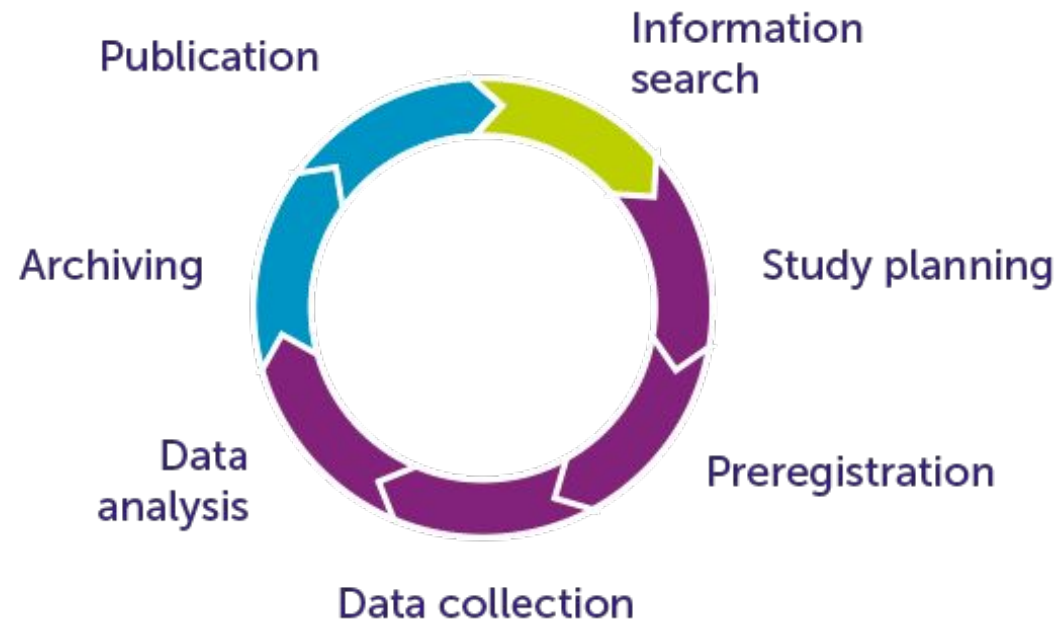 Information
search
Study planning
Preregistration
Data collection
Data
analysis
Archiving
Publication